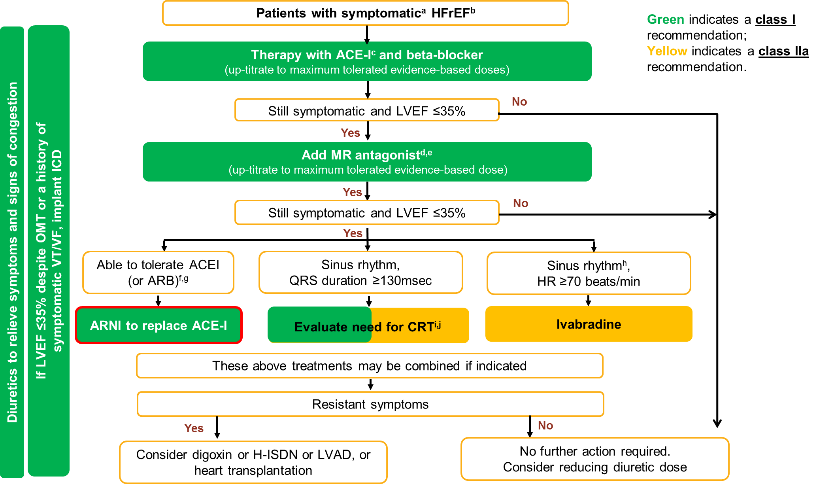 Patients with symptomaticᵃ HFrEFᵇ
Green indicates a class I
recommendation;
Yellow indicates a class IIa
recommendation.
Diuretics to relieve symptoms and signs of congestion
If LVEF ≤35% despite OMT or a history of
symptomatic VT/VF, implant ICD
Therapy with ACE-Iᶜ and beta-blocker
(up-titrate to maximum tolerated evidence-based doses)
Still symptomatic and LVEF ≤35%
No
Yes
Add MR antagonistᵈ,ᵉ
(up-titrate to maximum tolerated evidence-based dose)
Yes
Still symptomatic and LVEF ≤35%
No
Yes
Able to tolerate ACEI
(or ARB)ᶠ,ᵍ
Sinus rhythm,
QRS duration ≥130msec
Sinus rhythmʰ,
HR ≥70 beats/min
ARNI to replace ACE-I
Evaluate need for CRTⁱ,ʲ
Ivabradine
These above treatments may be combined if indicated
Resistant symptoms
Yes
No
Consider digoxin or H-ISDN or LVAD, or
heart transplantation
No further action required.
Consider reducing diuretic dose